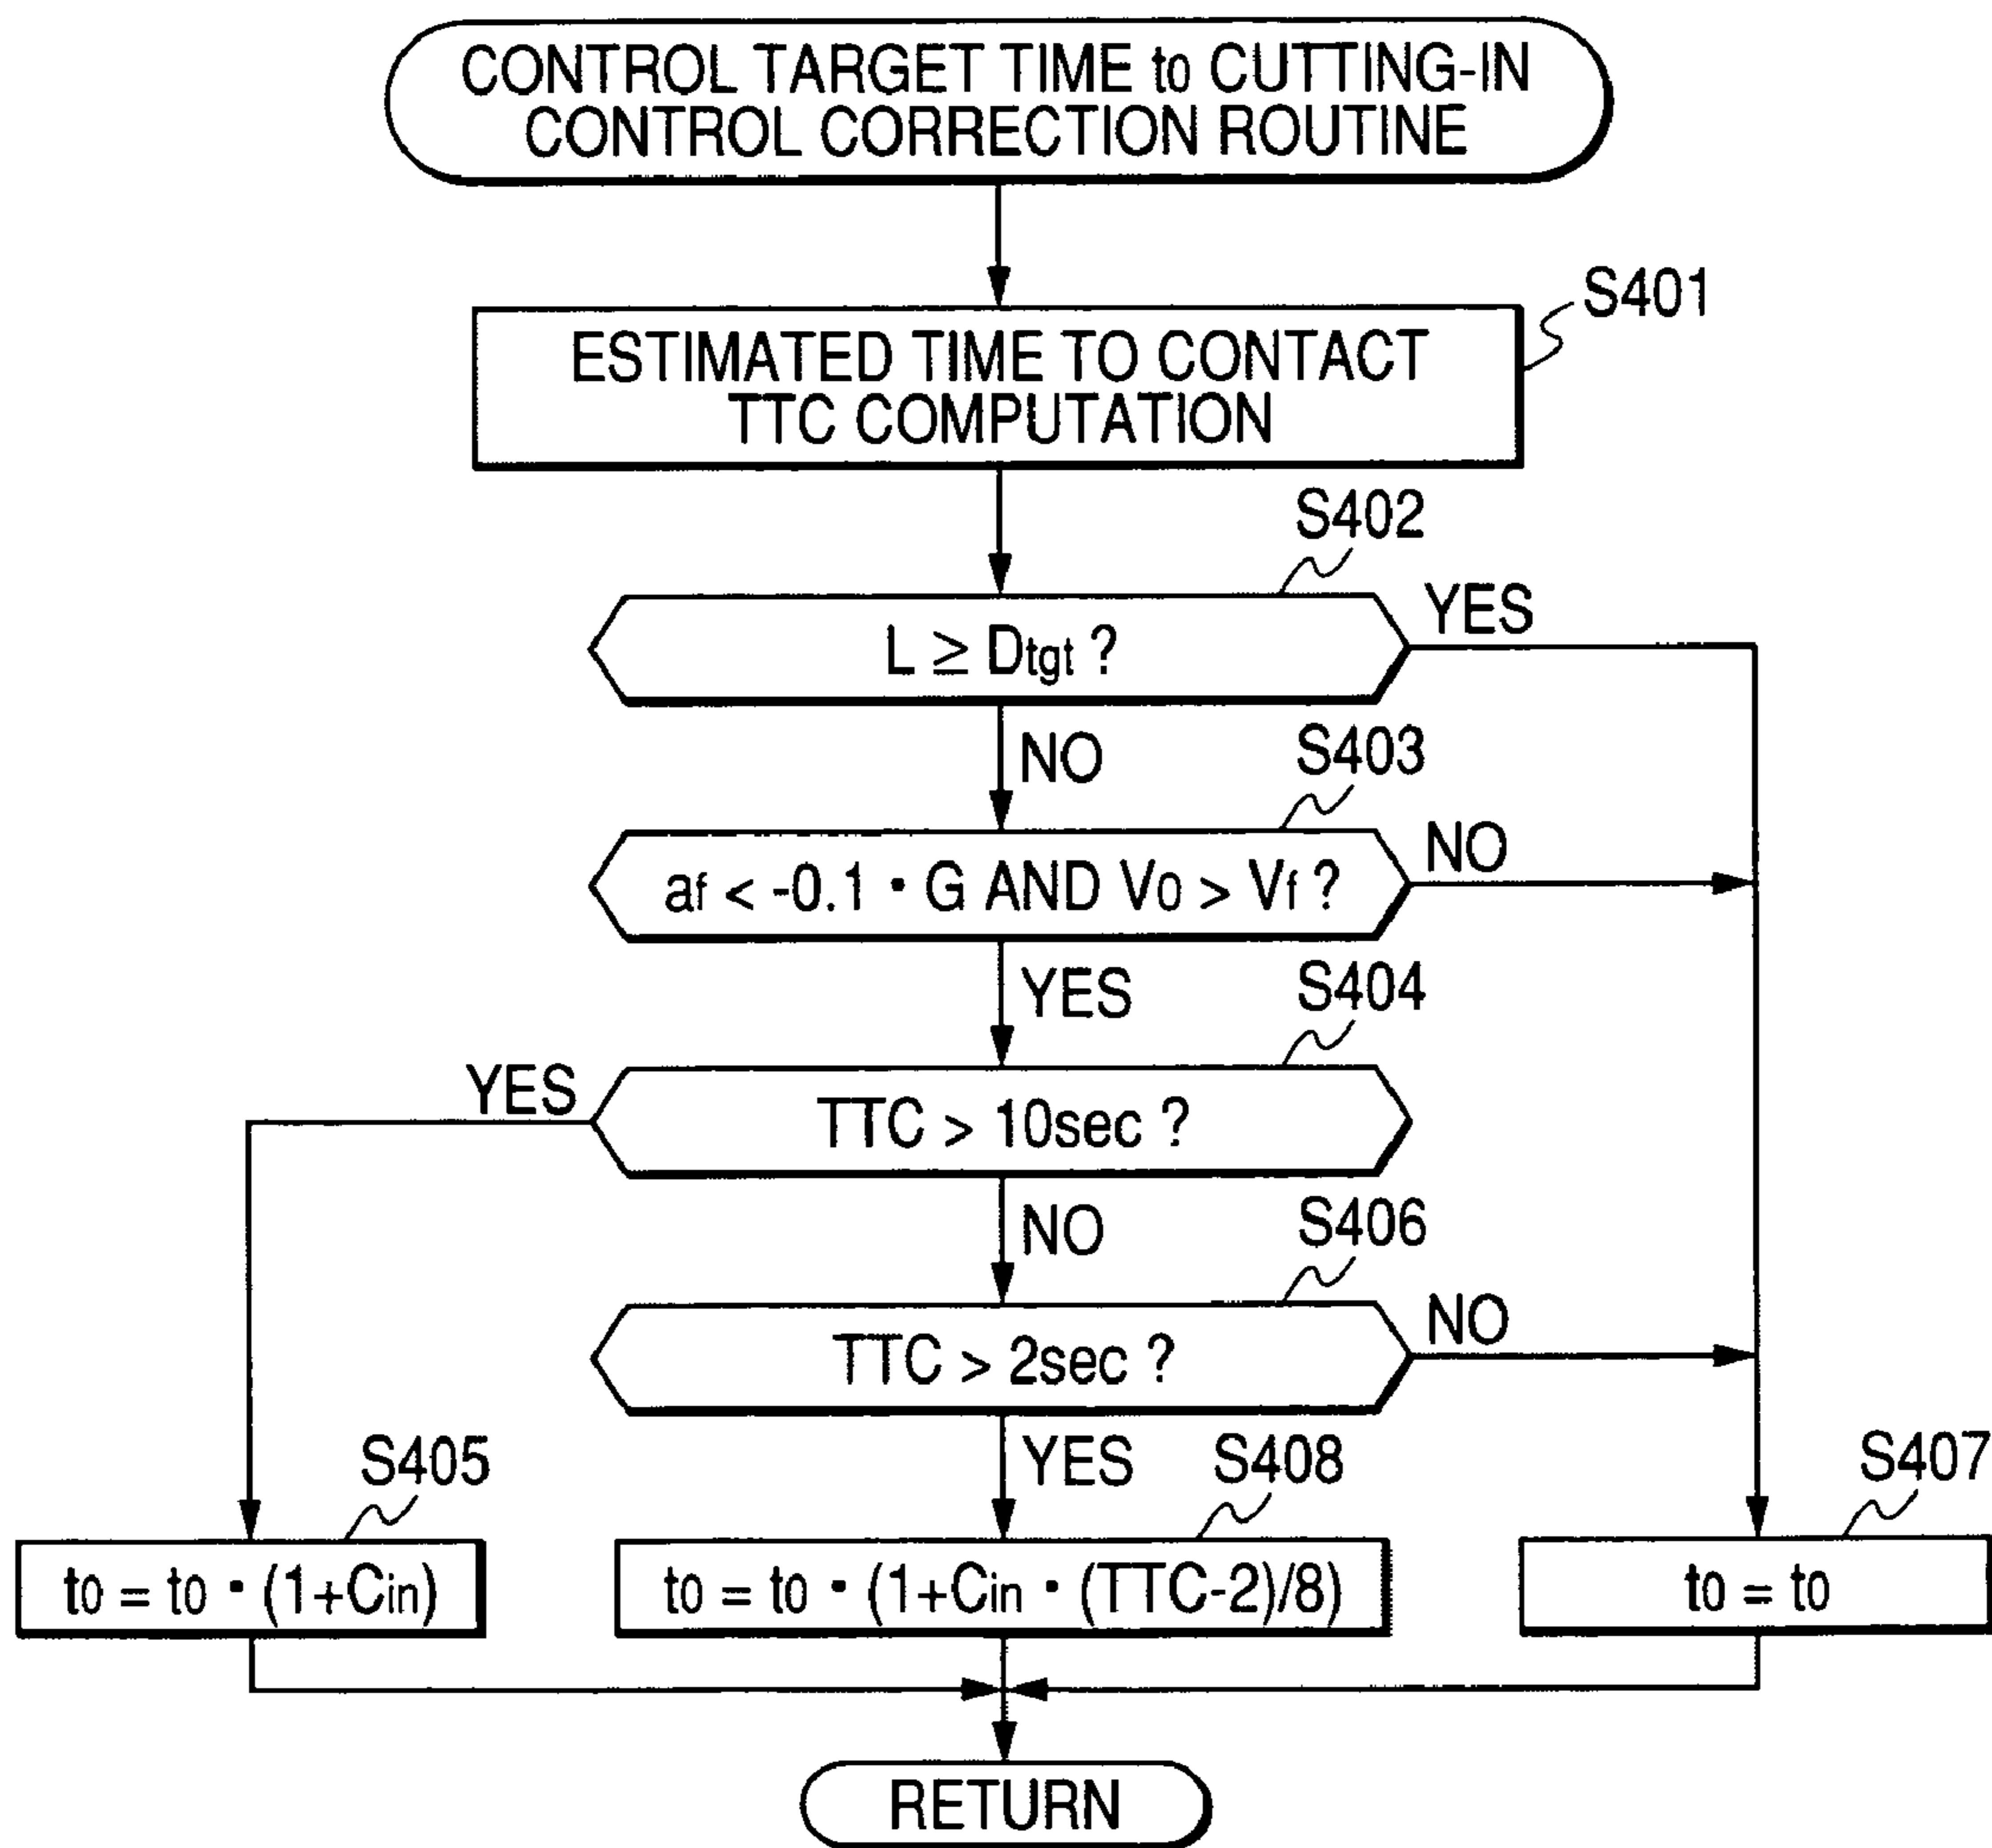 CONTROL TARGET TIME t0 CUTTING-IN
CONTROL CORRECTION ROUTINE
S401
ESTIMATED TIME TO CONTACT
TTC COMPUTATION
S402
L ≧ Dtgt ?
YES
NO
S403
af < -0.1・G AND V0 > Vf ?
NO
YES
S404
YES
TTC > 10sec ?
NO
S406
TTC > 2sec ?
NO
YES
S405
t0 = t0・(1+Cin)
S408
t0 = t0・(1+Cin・(TTC-2)/8)
S407
t0 = t0
RETURN